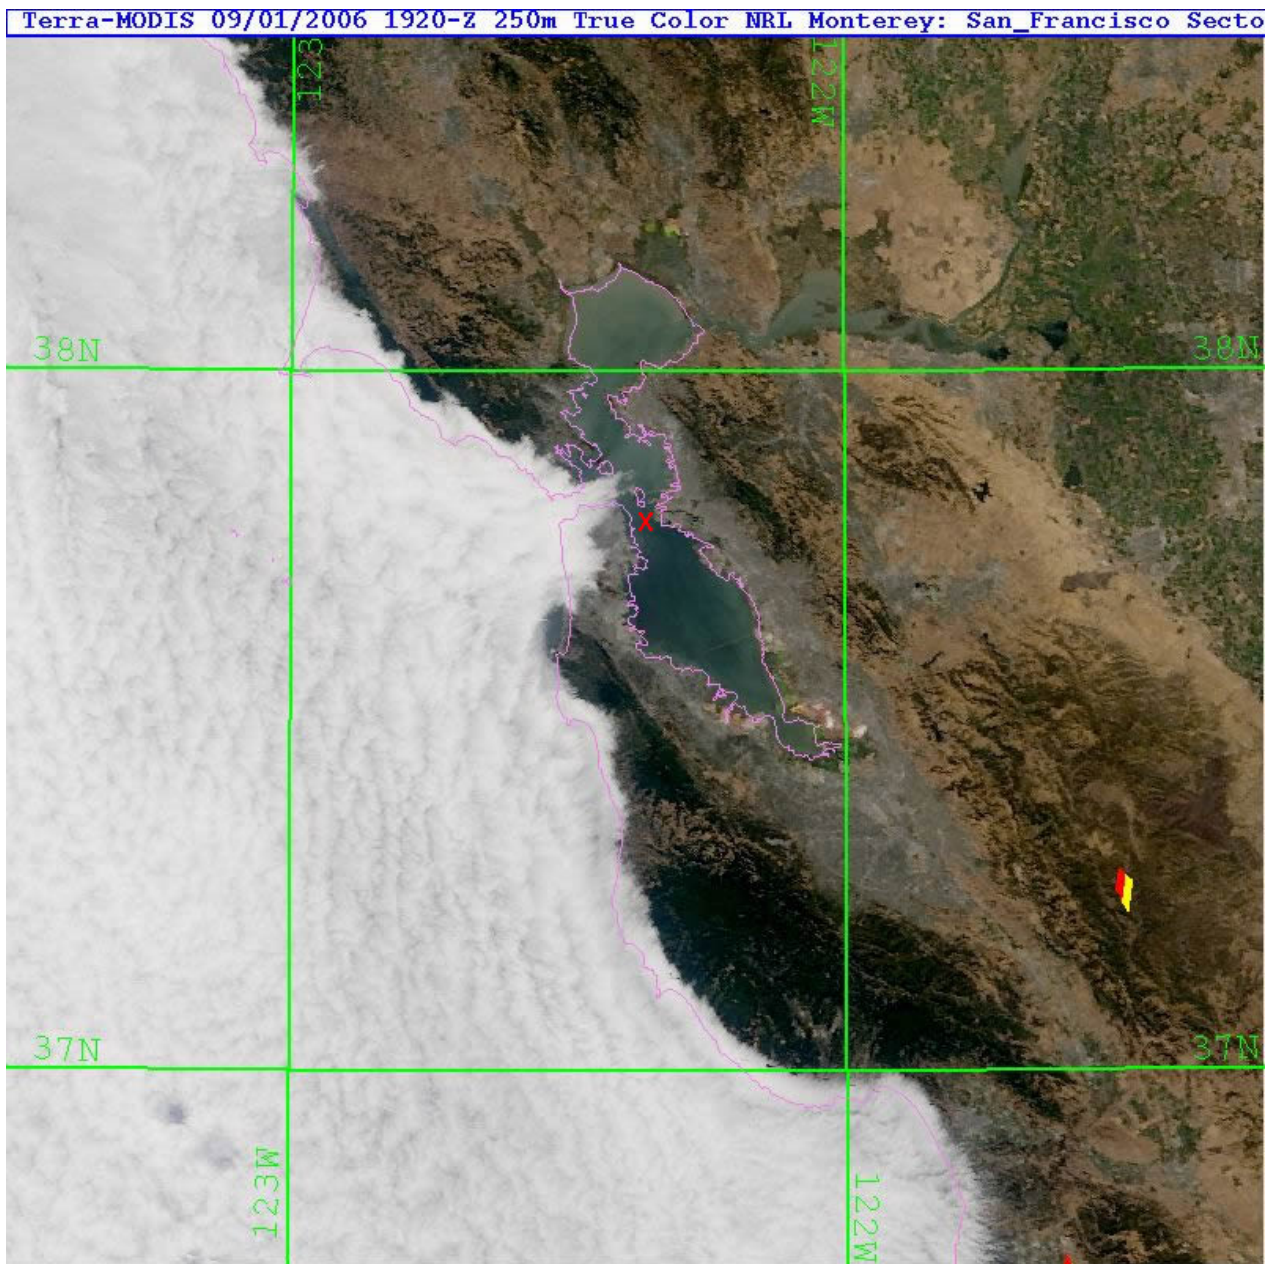 Terra-MODIS 09/01/2006 1920-Z 250m True Color NRL Monterey: San_Francisco Secto
123
122W
38N
38N
X
37N
37N
123W
122W